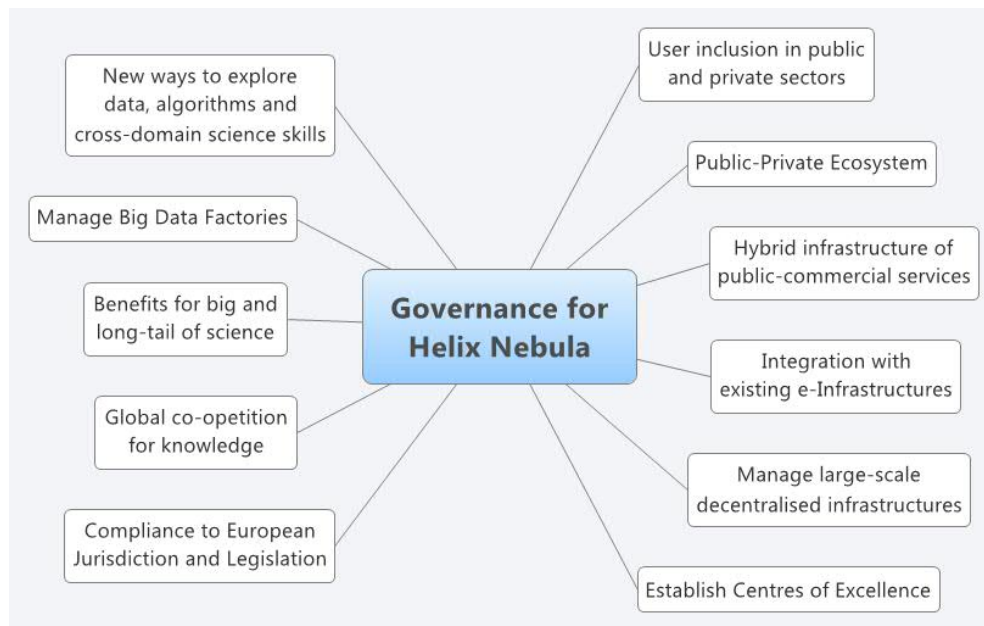 New ways to explore
data, algorithms and
cross-domain science skills
Manage Big Data Factories
Benefits for big and
long-tail of science
Global co-opetition
for knowledge
Compliance to European
Jurisdiction and Legislation
Governance for
Helix Nebula
User inclusion in public
and private sectors
Public-Private Ecosystem
Hybrid infrastructure of
public-commercial services
Integration with
existing e-Infrastructures
Manage large-scale
decentralised infrastructures
Establish Centres of Excellence